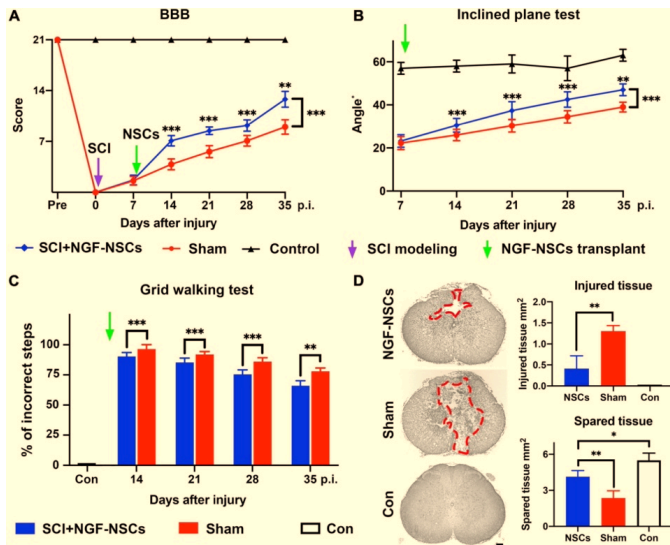 A
BBB
21
14
7
Score
SCI
NSCs
***
***
***
**
***
Pre
0
7
14
21
28
35
p.i.
Days after injury
B
Inclined plane test
60
40
20
0
Angle°
***
***
***
**
***
7
14
21
28
35
p.i.
Days after injury
SCI+NGF-NSCs
Sham
Control
SCI modeling
NGF-NSCs transplant
C
Grid walking test
100
75
50
25
0
% of incorrect steps
***
***
***
**
Con
14
21
28
35 p.i.
Days after injury
SCI+NGF-NSCs
Sham
Con
D
NGF-NSCs
Sham
Con
Injured tissue
Injured tissue mm²
1.5
1.0
0.5
0.0
**
NSCs
Sham
Con
Spared tissue
Spared tissue mm²
6
3
0
*
**
NSCs
Sham
Con